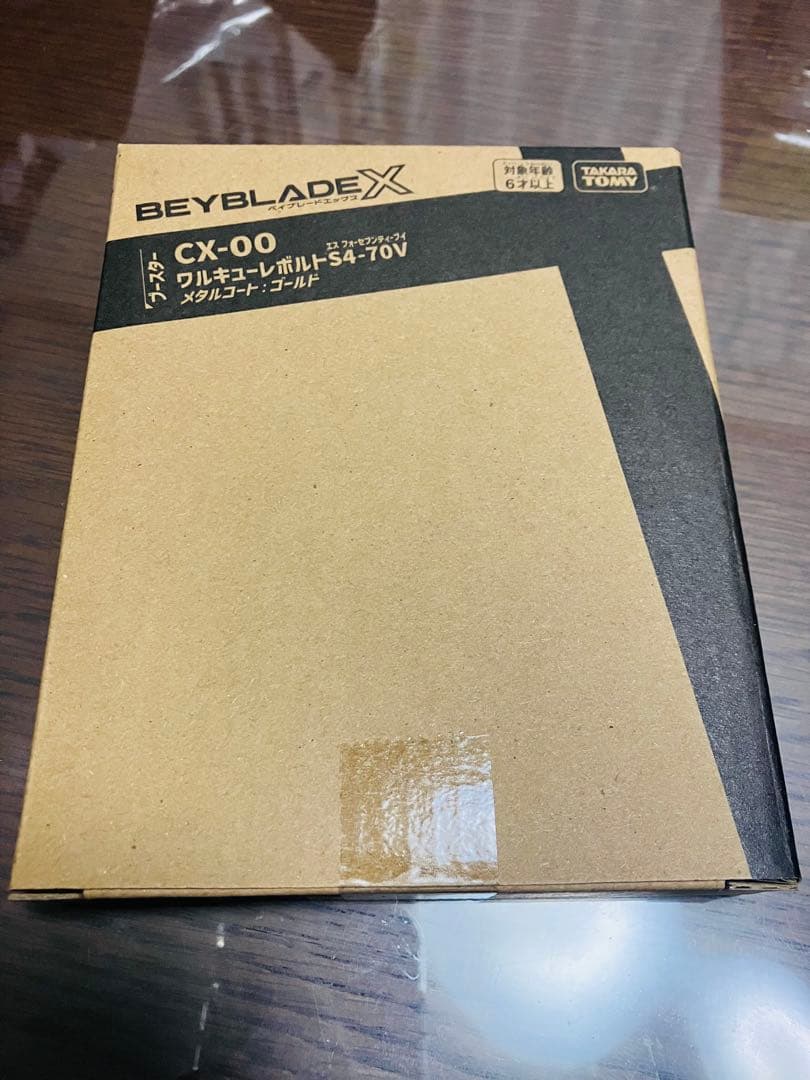 BEYBLADE X
ベイブレードエックス
対象年齢
6才以上
TAKARA
TOMY
ブースター
CX-00
エス フォーセブンティーブイ
ワルキューレボルトS4-70V
メタルコート:ゴールド